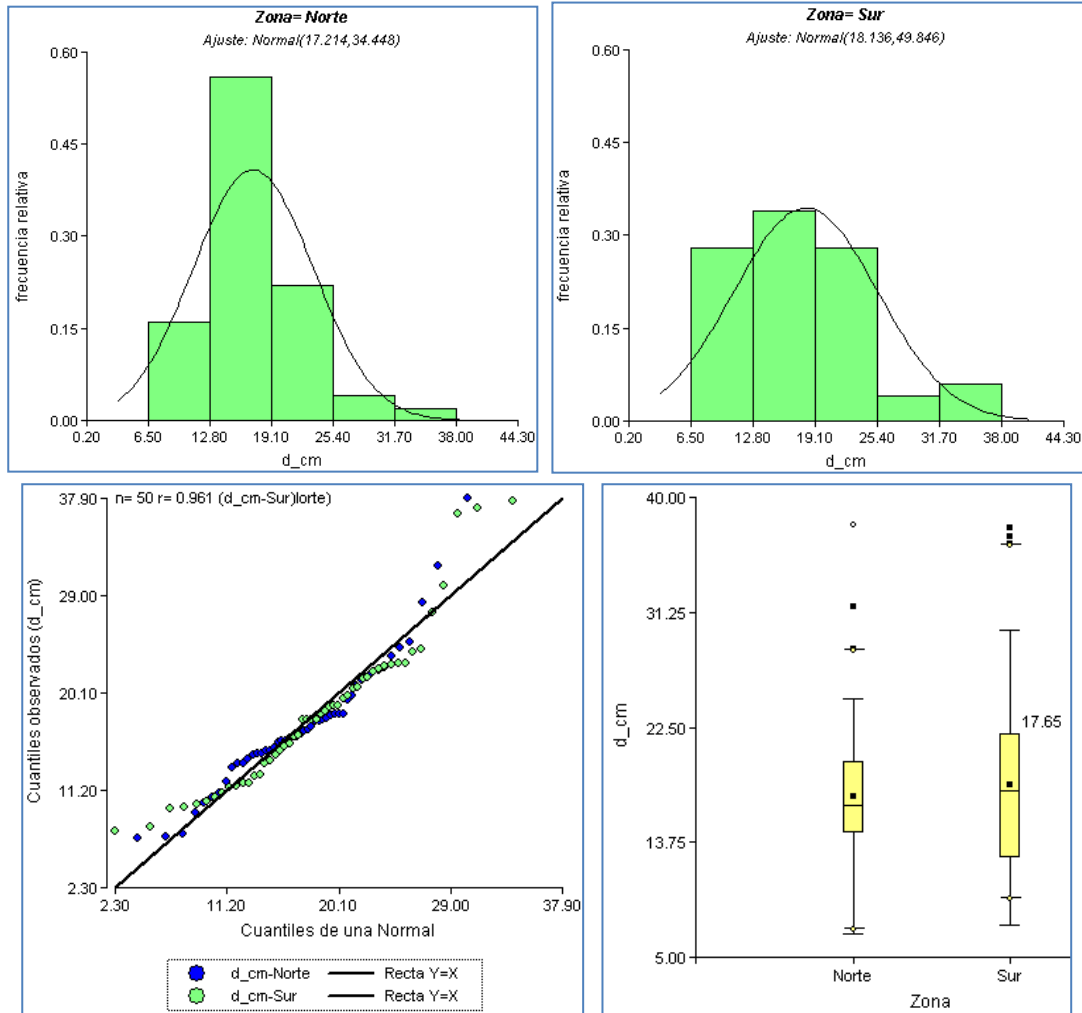 Zona= Norte
Ajuste: Normal(17.214,34.448)
0.60
0.45
0.30
0.15
0.00
frecuencia relativa
0.20 6.50 12.80 19.10 25.40 31.70 38.00 44.30
d_cm
Zona= Sur
Ajuste: Normal(18.136,49.846)
0.60
0.45
0.30
0.15
0.00
frecuencia relativa
0.20 6.50 12.80 19.10 25.40 31.70 38.00 44.30
d_cm
n= 50 r= 0.961 (d_cm-Sur)lorte)
37.90
29.00
20.10
11.20
2.30
Cuantiles observados (d_cm)
2.30 11.20 20.10 29.00 37.90
Cuantiles de una Normal
d_cm-Norte Recta Y=X
d_cm-Sur Recta Y=X
40.00
31.25
22.50
13.75
5.00
d_cm
17.65
Norte Sur
Zona